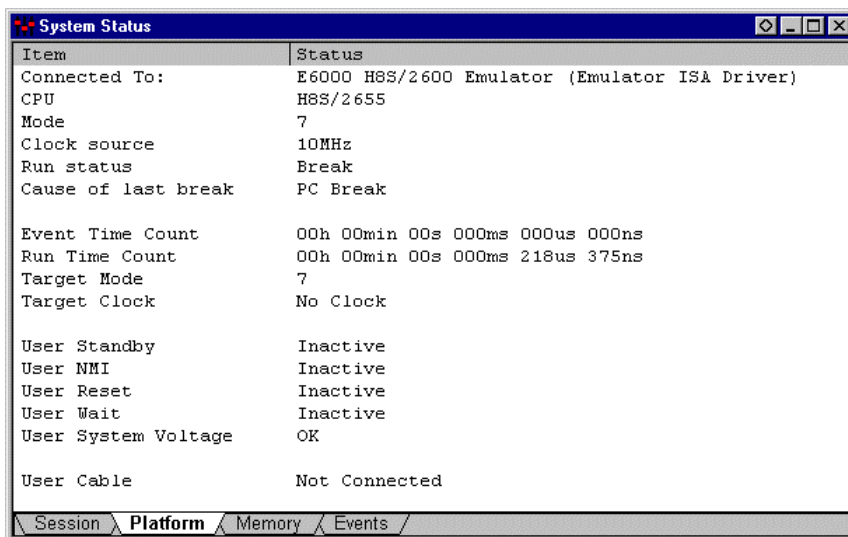 System Status
Item Status
Connected To: E6000 H8S/2600 Emulator (Emulator ISA Driver)
CPU H8S/2655
Mode 7
Clock source 10MHz
Run status Break
Cause of last break PC Break
Event Time Count 00h 00min 00s 000ms 000us 000ns
Run Time Count 00h 00min 00s 000ms 218us 375ns
Target Mode 7
Target Clock No Clock
User Standby Inactive
User NMI Inactive
User Reset Inactive
User Wait Inactive
User System Voltage OK
User Cable Not Connected
Session Platform Memory Events